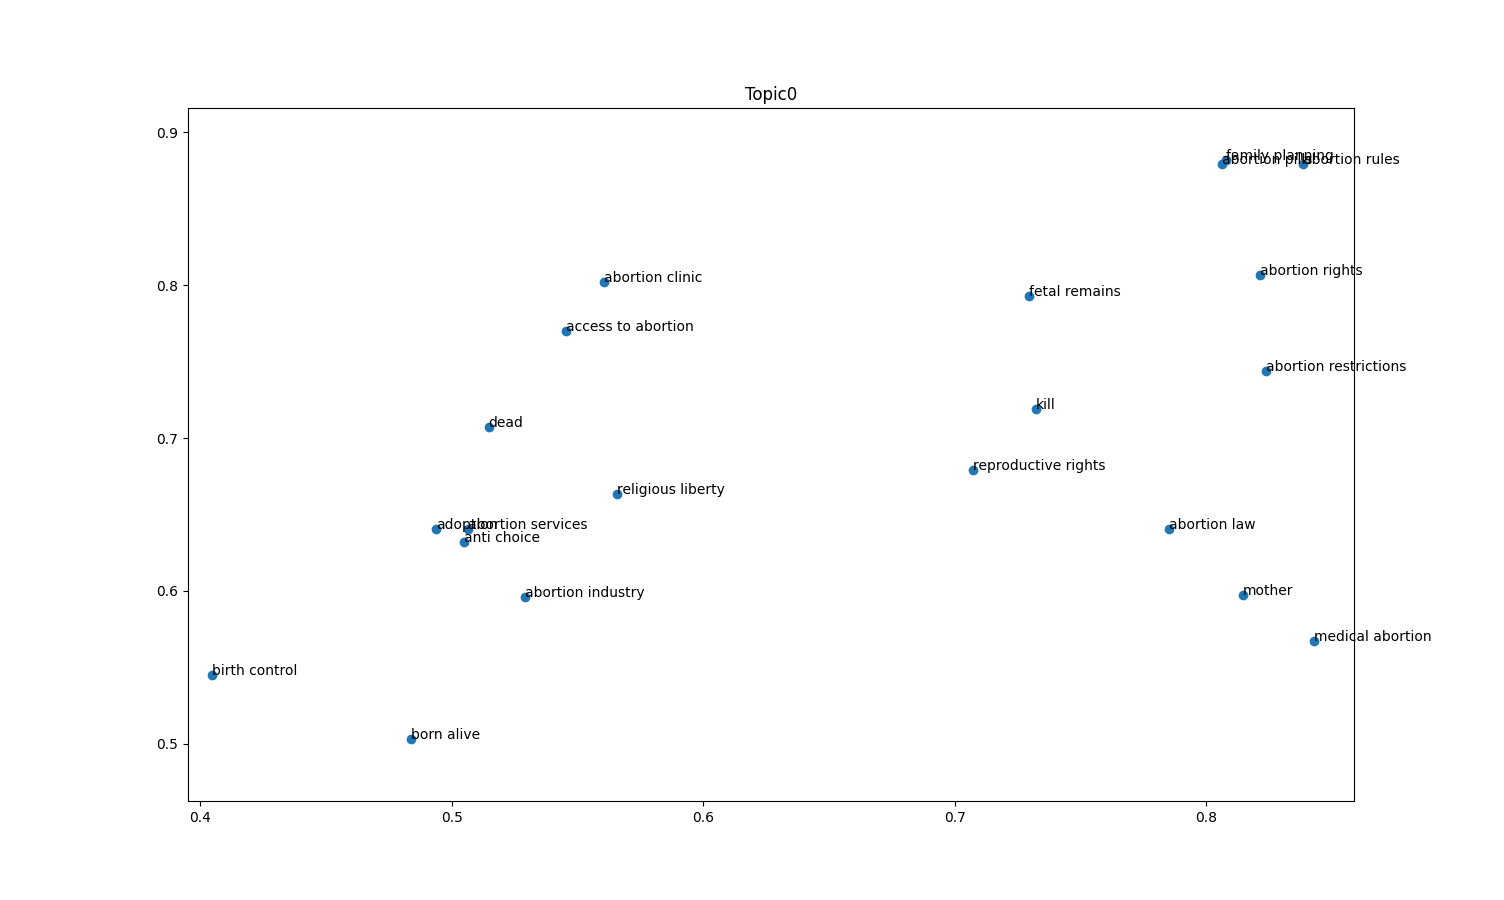 Topic0
0.9
family planning
abortion pills
abortion rules
0.8
abortion clinic
abortion rights
fetal remains
access to abortion
abortion restrictions
kill
0.7
dead
reproductive rights
religious liberty
adoption
abortion services
abortion law
anti choice
0.6
abortion industry
mother
medical abortion
birth control
0.5
born alive
0.4 0.5 0.6 0.7 0.8